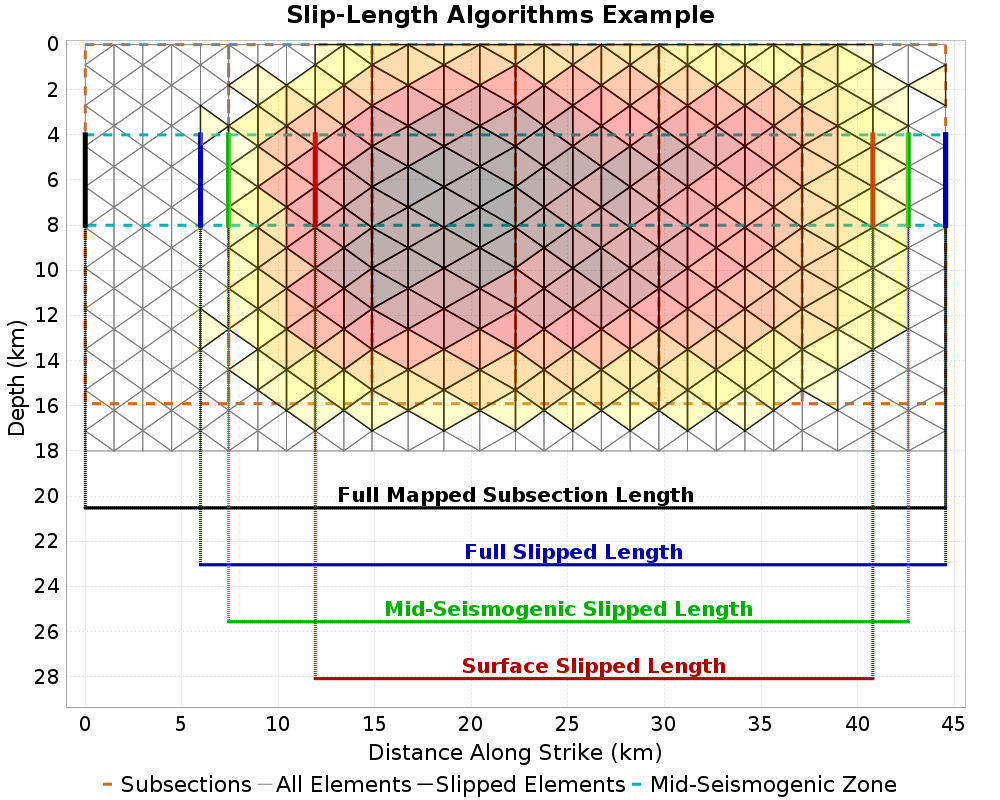 Slip-Length Algorithms Example
Depth (km)
0
2
4
6
8
10
12
14
16
18
20
22
24
26
28
Full Mapped Subsection Length
Full Slipped Length
Mid-Seismogenic Slipped Length
Surface Slipped Length
0 5 10 15 20 25 30 35 40 45
Distance Along Strike (km)
Subsections All Elements Slipped Elements Mid-Seismogenic Zone